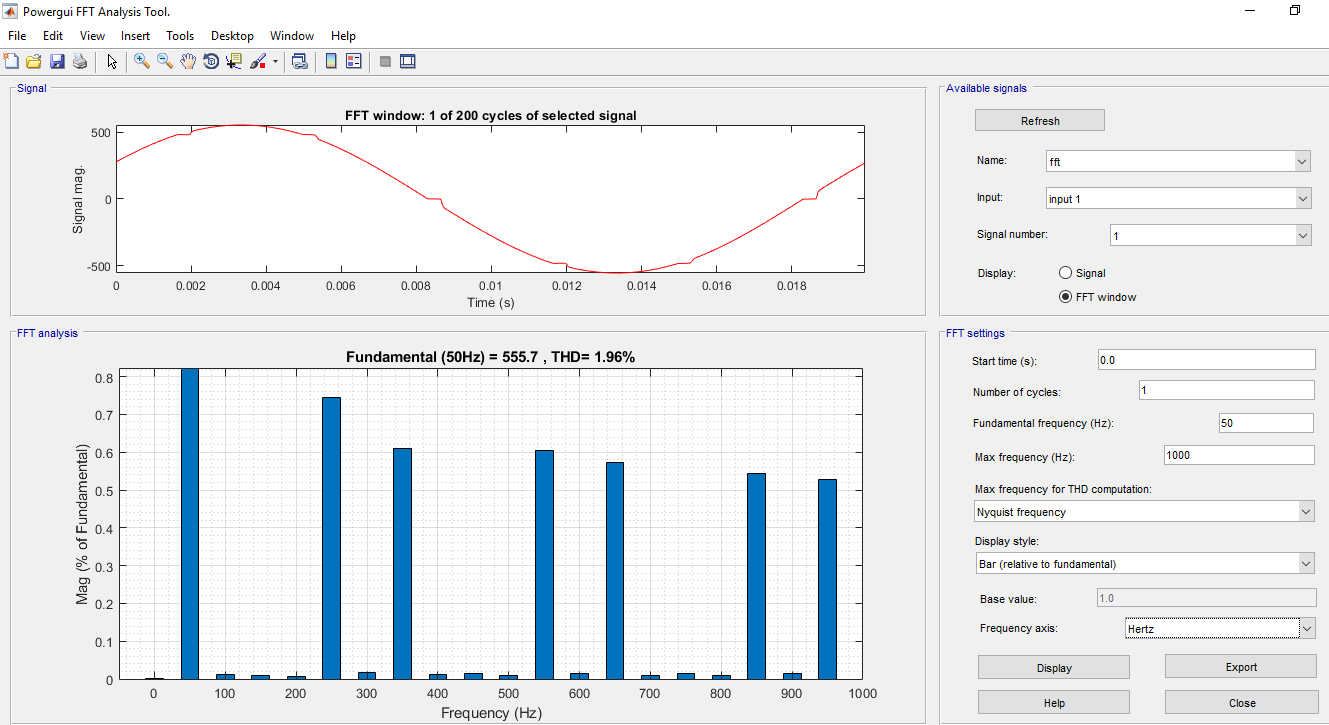 Powergui FFT Analysis Tool.
File Edit View Insert Tools Desktop Window Help
Signal
FFT window: 1 of 200 cycles of selected signal
500
0
-500
Signal mag.
0 0.002 0.004 0.006 0.008 0.01 0.012 0.014 0.016 0.018
Time (s)
FFT analysis
Fundamental (50Hz) = 555.7 , THD= 1.96%
0.8
0.7
0.6
0.5
0.4
0.3
0.2
0.1
0
Mag (% of Fundamental)
0 100 200 300 400 500 600 700 800 900 1000
Frequency (Hz)
Available signals
Refresh
Name: fft
Input: input 1
Signal number: 1
Display: Signal
FFT window
FFT settings
Start time (s): 0.0
Number of cycles: 1
Fundamental frequency (Hz): 50
Max frequency (Hz): 1000
Max frequency for THD computation:
Nyquist frequency
Display style:
Bar (relative to fundamental)
Base value: 1.0
Frequency axis: Hertz
Display Export
Help Close